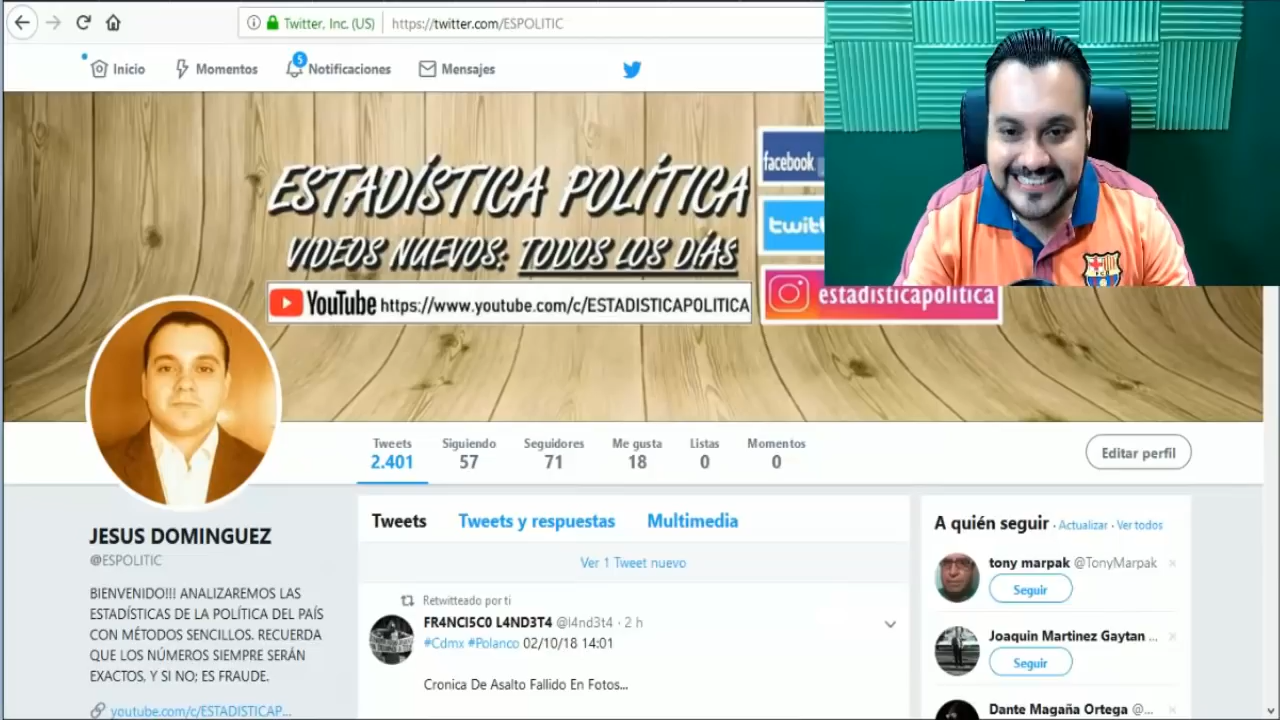 Twitter, Inc. (US)
https://twitter.com/ESPOLITIC
Inicio
Momentos
5
Notificaciones
Mensajes
ESTADÍSTICA POLÍTICA
VIDEOS NUEVOS: TODOS LOS DÍAS
YouTube https://www.youtube.com/c/ESTADISTICAPOLITICA
facebook
twitt
estadisticapolitica
Tweets
2.401
Siguiendo
57
Seguidores
71
Me gusta
18
Listas
0
Momentos
0
Editar perfil
JESUS DOMINGUEZ
@ESPOLITIC
BIENVENIDO!!! ANALIZAREMOS LAS
ESTADÍSTICAS DE LA POLÍTICA DEL PAÍS
CON MÉTODOS SENCILLOS. RECUERDA
QUE LOS NÚMEROS SIEMPRE SERÁN
EXACTOS, Y SI NO; ES FRAUDE.
youtube.com/c/ESTADISTICAP...
Tweets
Tweets y respuestas
Multimedia
Ver 1 Tweet nuevo
Retwitteado por ti
FR4NCI5C0 L4ND3T4 @l4nd3t4 · 2 h
#Cdmx #Polanco 02/10/18 14:01
Cronica De Asalto Fallido En Fotos...
A quién seguir · Actualizar · Ver todos
tony marpak @TonyMarpak
Seguir
Joaquin Martinez Gaytan ...
Seguir
Dante Magaña Ortega @...